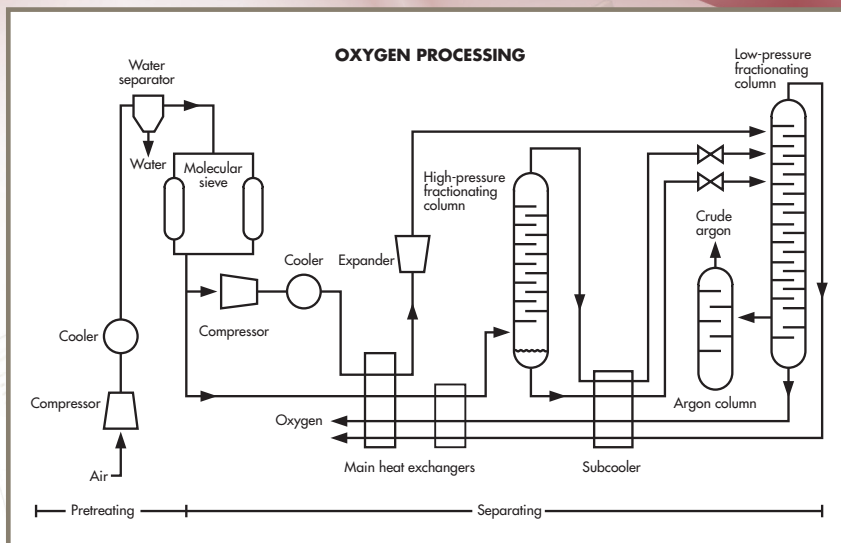 OXYGEN PROCESSING
Low-pressure
fractionating
column
Water
separator
Water
Molecular
sieve
High-pressure
fractionating
column
Crude
argon
Cooler
Expander
Cooler
Compressor
Compressor
Argon column
Oxygen
Main heat exchangers
Subcooler
Air
Pretreating
Separating